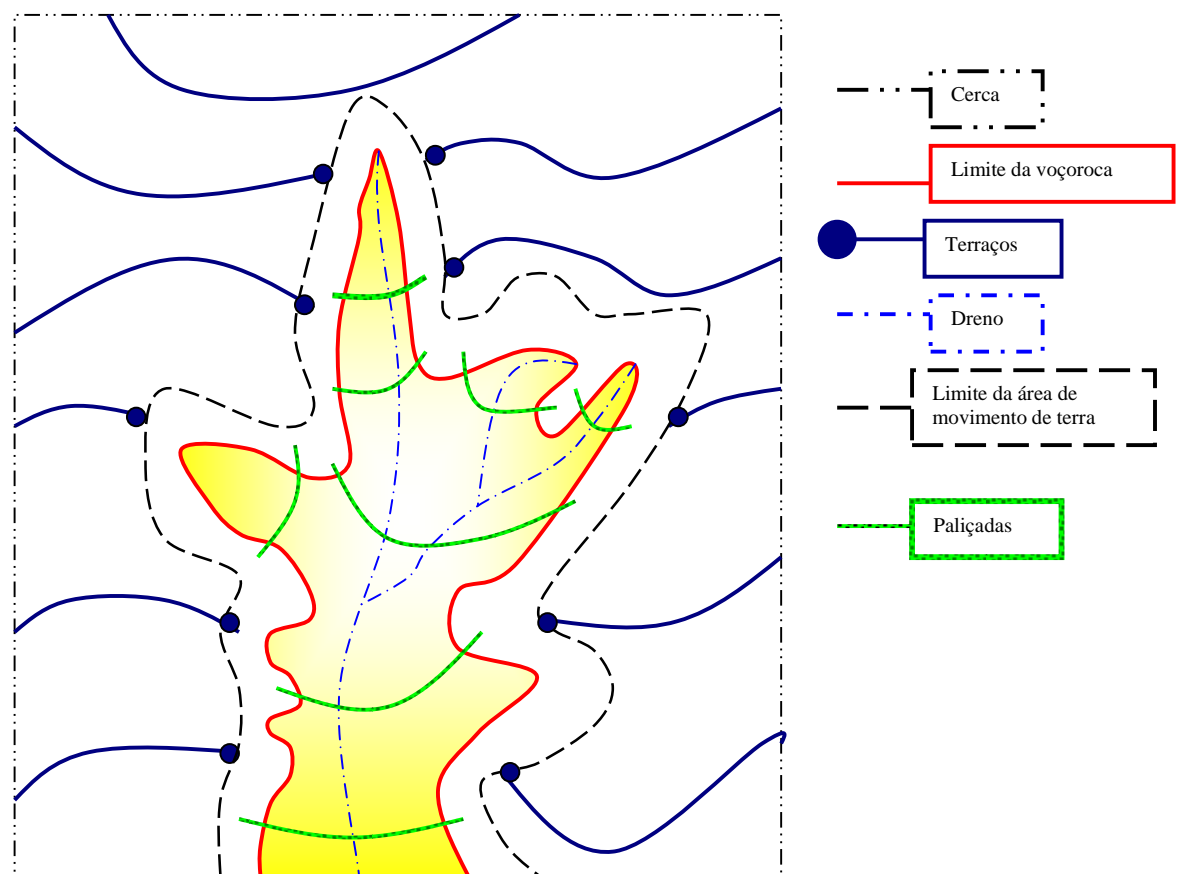 Cerca
Limite da voçoroca
Terraços
Dreno
Limite da área de
movimento de terra
Paliçadas